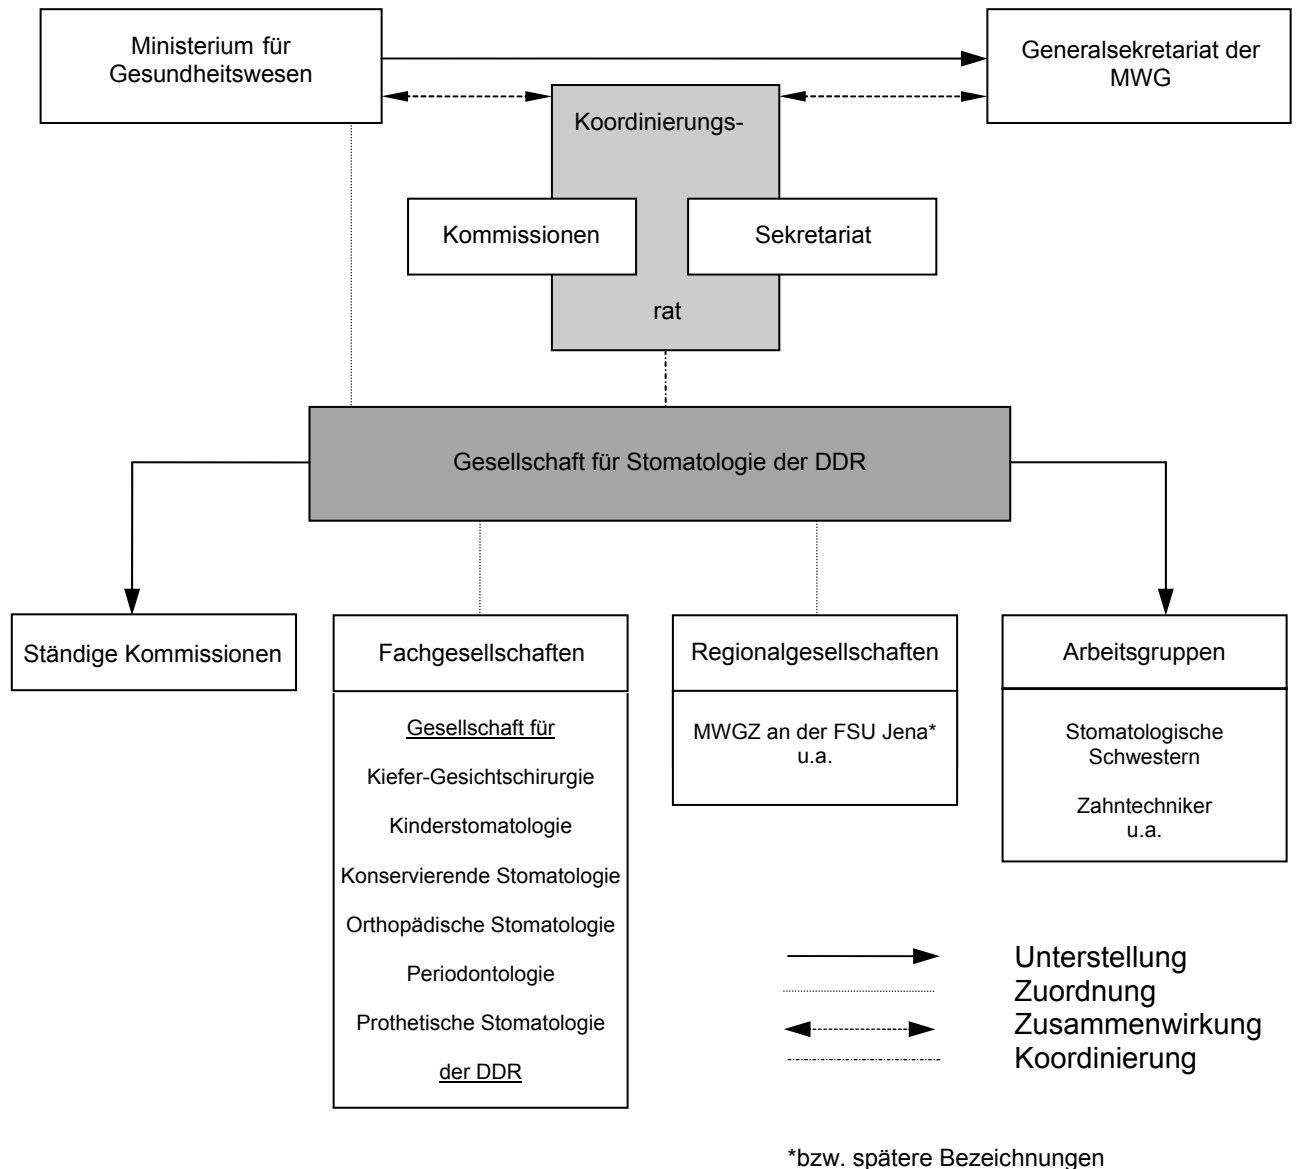 Ministerium für
Gesundheitswesen
Generalsekretariat der
MWG
Koordinierungs-
Kommissionen
Sekretariat
rat
Gesellschaft für Stomatologie der DDR
Ständige Kommissionen
Fachgesellschaften
Gesellschaft für
Kiefer-Gesichtschirurgie
Kinderstomatologie
Konservierende Stomatologie
Orthopädische Stomatologie
Periodontologie
Prothetische Stomatologie
der DDR
Regionalgesellschaften
MWGZ an der FSU Jena*
u.a.
Arbeitsgruppen
Stomatologische
Schwestern
Zahntechniker
u.a.
Unterstellung
Zuordnung
Zusammenwirkung
Koordinierung
*bzw. spätere Bezeichnungen